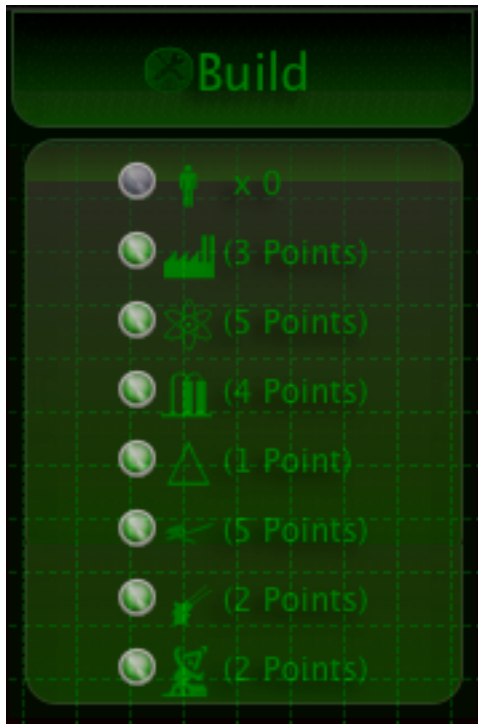 Build
x 0
(3 Points)
(5 Points)
(4 Points)
(1 Point)
(5 Points)
(2 Points)
(2 Points)